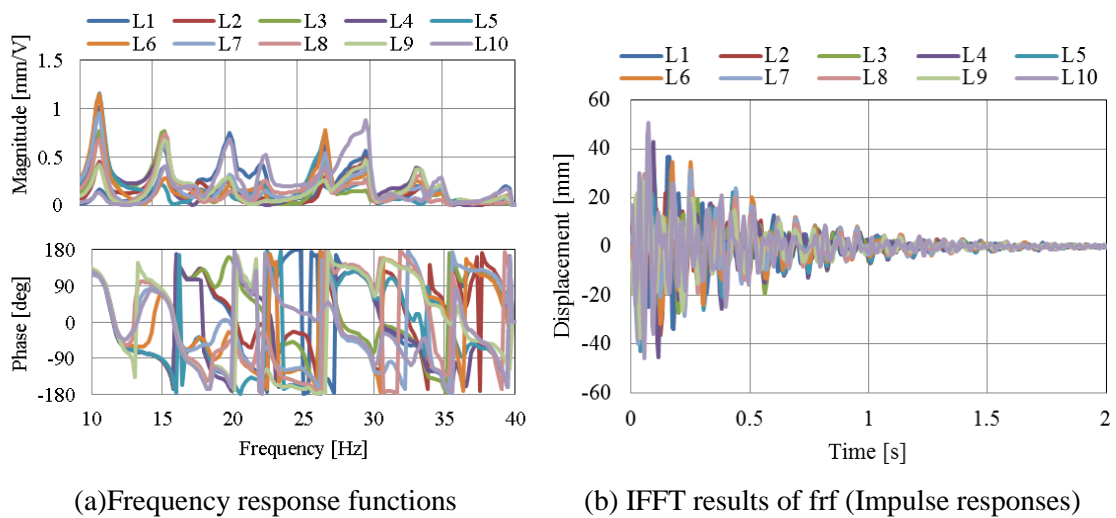 L1 L2 L3 L4 L5
L6 L7 L8 L9 L10
1.5
1
0.5
0
Magnitude [mm/V]
180
90
0
-90
-180
Phase [deg]
10 15 20 25 30 35 40
Frequency [Hz]
(a)Frequency response functions
L1 L2 L3 L4 L5
L6 L7 L8 L9 L10
60
40
20
0
-20
-40
-60
Displacement [mm]
0 0.5 1 1.5 2
Time [s]
(b) IFFT results of frf (Impulse responses)